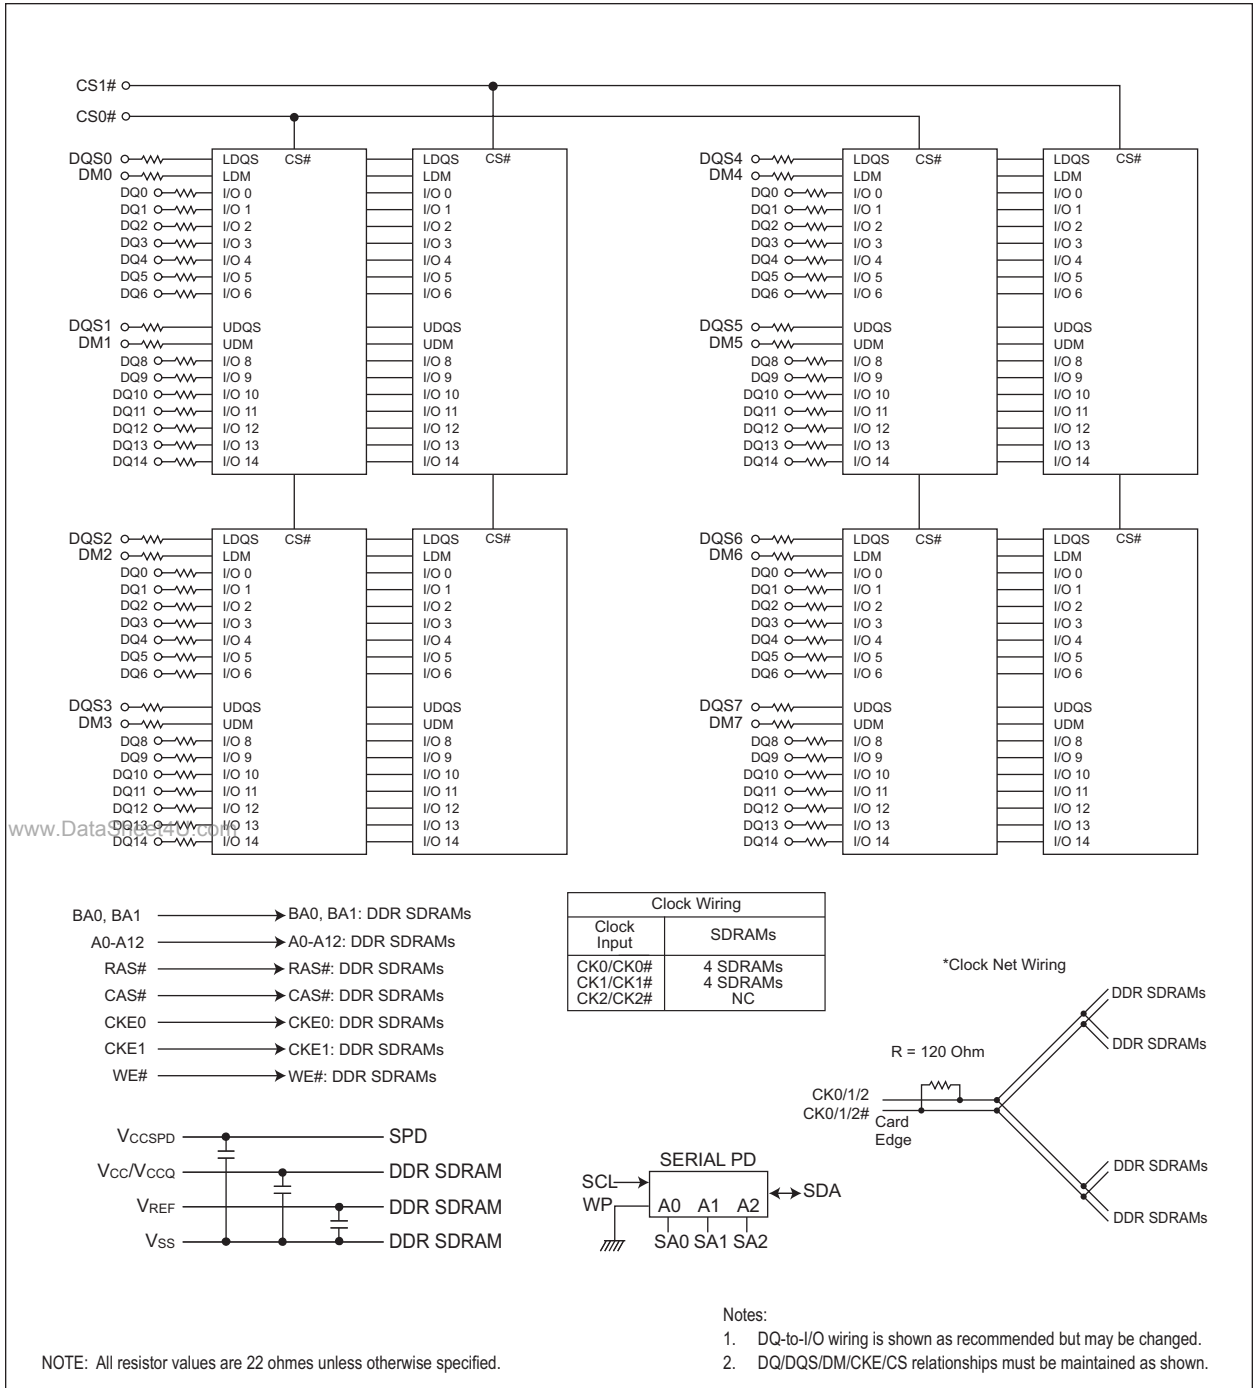 CS1#
CS0#
DQS0 LDQS CS# LDQS CS#
DM0 LDM LDM
DQ0 I/O 0 I/O 0
DQ1 I/O 1 I/O 1
DQ2 I/O 2 I/O 2
DQ3 I/O 3 I/O 3
DQ4 I/O 4 I/O 4
DQ5 I/O 5 I/O 5
DQ6 I/O 6 I/O 6
DQS1 UDQS UDQS
DM1 UDM UDM
DQ8 I/O 8 I/O 8
DQ9 I/O 9 I/O 9
DQ10 I/O 10 I/O 10
DQ11 I/O 11 I/O 11
DQ12 I/O 12 I/O 12
DQ13 I/O 13 I/O 13
DQ14 I/O 14 I/O 14
DQS4 LDQS CS# LDQS CS#
DM4 LDM LDM
DQ0 I/O 0 I/O 0
DQ1 I/O 1 I/O 1
DQ2 I/O 2 I/O 2
DQ3 I/O 3 I/O 3
DQ4 I/O 4 I/O 4
DQ5 I/O 5 I/O 5
DQ6 I/O 6 I/O 6
DQS5 UDQS UDQS
DM5 UDM UDM
DQ8 I/O 8 I/O 8
DQ9 I/O 9 I/O 9
DQ10 I/O 10 I/O 10
DQ11 I/O 11 I/O 11
DQ12 I/O 12 I/O 12
DQ13 I/O 13 I/O 13
DQ14 I/O 14 I/O 14
DQS2 LDQS CS# LDQS CS#
DM2 LDM LDM
DQ0 I/O 0 I/O 0
DQ1 I/O 1 I/O 1
DQ2 I/O 2 I/O 2
DQ3 I/O 3 I/O 3
DQ4 I/O 4 I/O 4
DQ5 I/O 5 I/O 5
DQ6 I/O 6 I/O 6
DQS3 UDQS UDQS
DM3 UDM UDM
DQ8 I/O 8 I/O 8
DQ9 I/O 9 I/O 9
DQ10 I/O 10 I/O 10
DQ11 I/O 11 I/O 11
DQ12 I/O 12 I/O 12
DQ13 I/O 13 I/O 13
www.DataSheet4U.com
DQ14 I/O 14 I/O 14
DQS6 LDQS CS# LDQS CS#
DM6 LDM LDM
DQ0 I/O 0 I/O 0
DQ1 I/O 1 I/O 1
DQ2 I/O 2 I/O 2
DQ3 I/O 3 I/O 3
DQ4 I/O 4 I/O 4
DQ5 I/O 5 I/O 5
DQ6 I/O 6 I/O 6
DQS7 UDQS UDQS
DM7 UDM UDM
DQ8 I/O 8 I/O 8
DQ9 I/O 9 I/O 9
DQ10 I/O 10 I/O 10
DQ11 I/O 11 I/O 11
DQ12 I/O 12 I/O 12
DQ13 I/O 13 I/O 13
DQ14 I/O 14 I/O 14
BA0, BA1 BA0, BA1: DDR SDRAMs
A0-A12 A0-A12: DDR SDRAMs
RAS# RAS#: DDR SDRAMs
CAS# CAS#: DDR SDRAMs
CKE0 CKE0: DDR SDRAMs
CKE1 CKE1: DDR SDRAMs
WE# WE#: DDR SDRAMs
Clock Wiring
Clock
Input SDRAMs
CK0/CK0# 4 SDRAMs
CK1/CK1# 4 SDRAMs
CK2/CK2# NC
*Clock Net Wiring
DDR SDRAMs
DDR SDRAMs
R = 120 Ohm
CK0/1/2
CK0/1/2#
Card
Edge
DDR SDRAMs
DDR SDRAMs
VCCSPD SPD
VCC/VCCQ DDR SDRAM
VREF DDR SDRAM
VSS DDR SDRAM
SERIAL PD
SCL SDA
WP A0 A1 A2
SA0 SA1 SA2
NOTE: All resistor values are 22 ohmes unless otherwise specified.
Notes:
1. DQ-to-I/O wiring is shown as recommended but may be changed.
2. DQ/DQS/DM/CKE/CS relationships must be maintained as shown.